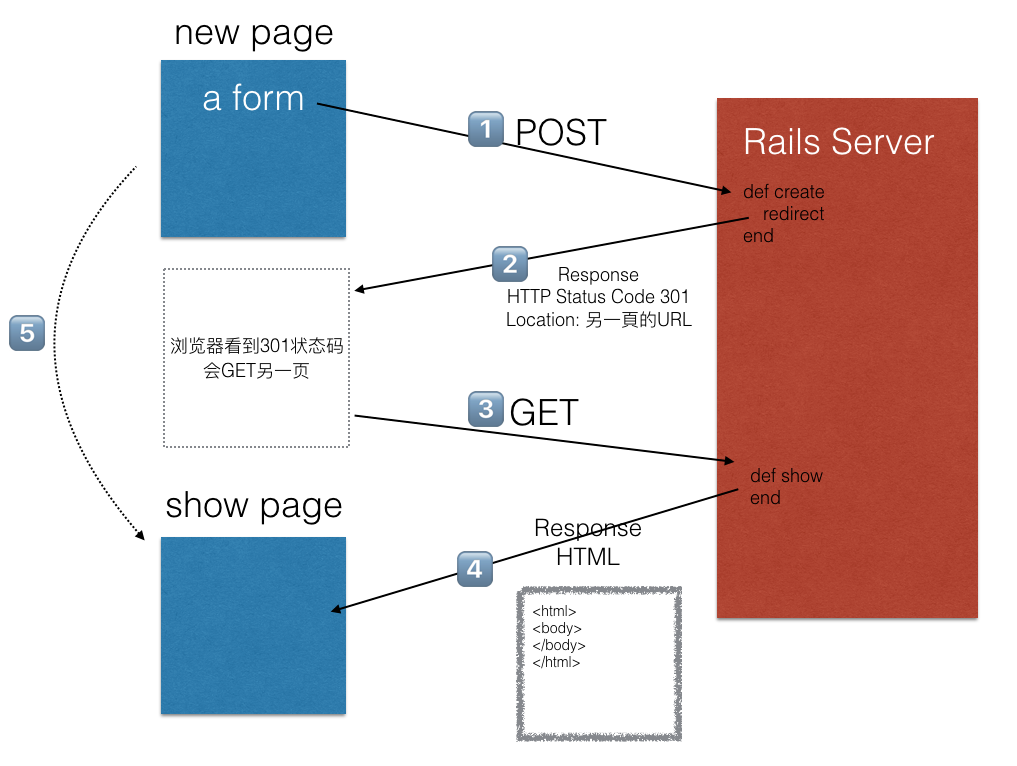 new page
a form
1 POST
Rails Server
def create
redirect
end
2
Response
HTTP Status Code 301
Location: 另一頁的URL
5
浏览器看到301状态码
会GET另一页
3 GET
def show
end
show page
Response
HTML
4
<html>
<body>
</body>
</html>